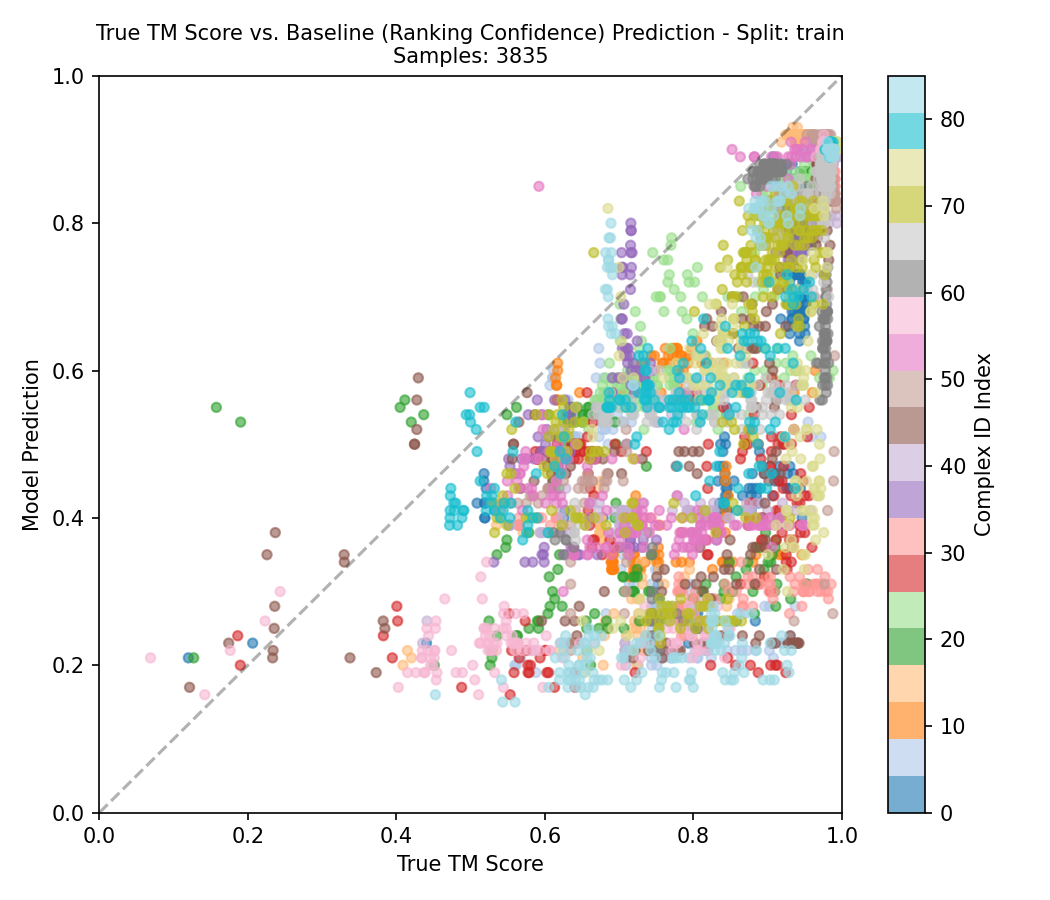 True TM Score vs. Baseline (Ranking Confidence) Prediction - Split: train
Samples: 3835
1.0
0.8
0.6
0.4
0.2
0.0
Model Prediction
0.0 0.2 0.4 0.6 0.8 1.0
True TM Score
80
70
60
50
40
30
20
10
0
Complex ID Index